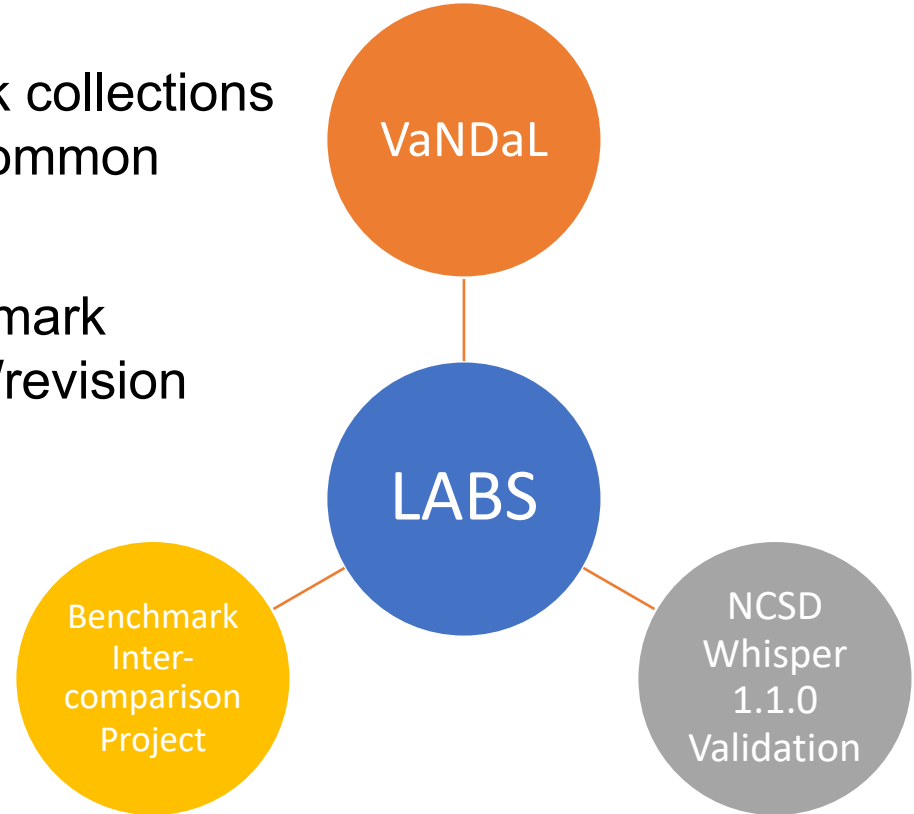 k collections
ommon
mark
/revision
VaNDaL
LABS
Benchmark
Inter-
comparison
Project
NCSD
Whisper
1.1.0
Validation